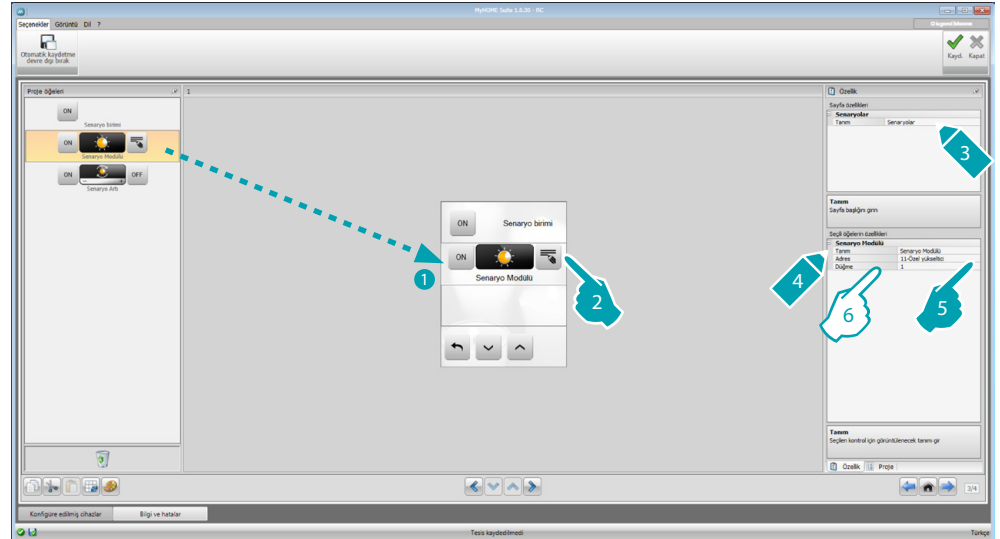 MyHOME Suite 1.6.30 - ISC
Seçenekler Görüntü Dil ?
Otomatik kaydetme
devre dışı bırak
Kayd. Kapat
Proje öğeleri
1
Özellik
ON
Senaryo birimi
ON
Senaryo Modülü
ON OFF
Senaryo Artı
Sayfa özellikleri
Senaryolar
Tanım Senaryolar
3
Tanım
Sayfa başlığını girin
ON Senaryo birimi
ON
Senaryo Modülü
1
2
Seçili öğelerin özellikleri
Senaryo Modülü
Tanım Senaryo Modülü
Adres 11-Özel yükseltici
Düğme 1
4
5
6
Tanım
Seçilen kontrol için görüntülenecek tanımı gir
Özellik Proje
3/4
Konfigüre edilmiş cihazlar Bilgi ve hatalar
Tesis kaydedilmedi Türkçe